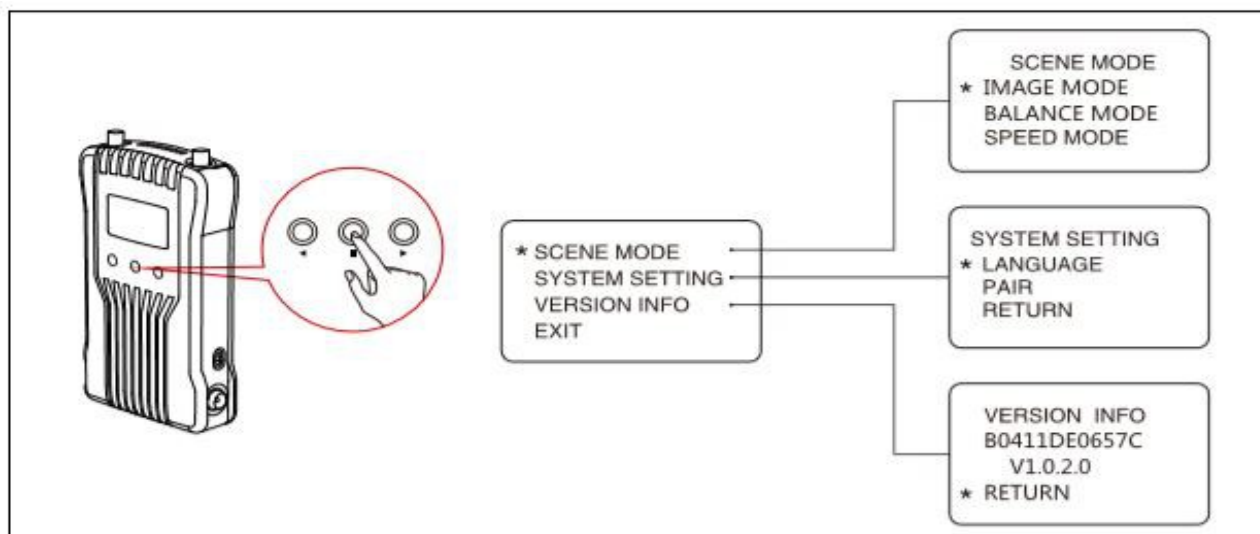 * SCENE MODE
SYSTEM SETTING
VERSION INFO
EXIT
SCENE MODE
* IMAGE MODE
BALANCE MODE
SPEED MODE
SYSTEM SETTING
* LANGUAGE
PAIR
RETURN
VERSION INFO
B0411DE0657C
V1.0.2.0
* RETURN